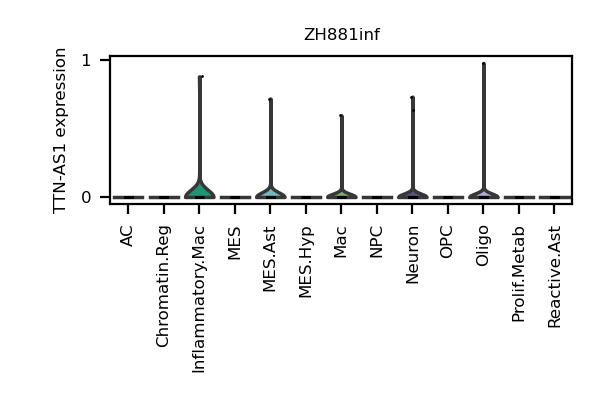 ZH881inf
TTN-AS1 expression
1
0
AC
Chromatin.Reg
Inflammatory.Mac
MES
MES.Ast
MES.Hyp
Mac
NPC
Neuron
OPC
Oligo
Prolif.Metab
Reactive.Ast